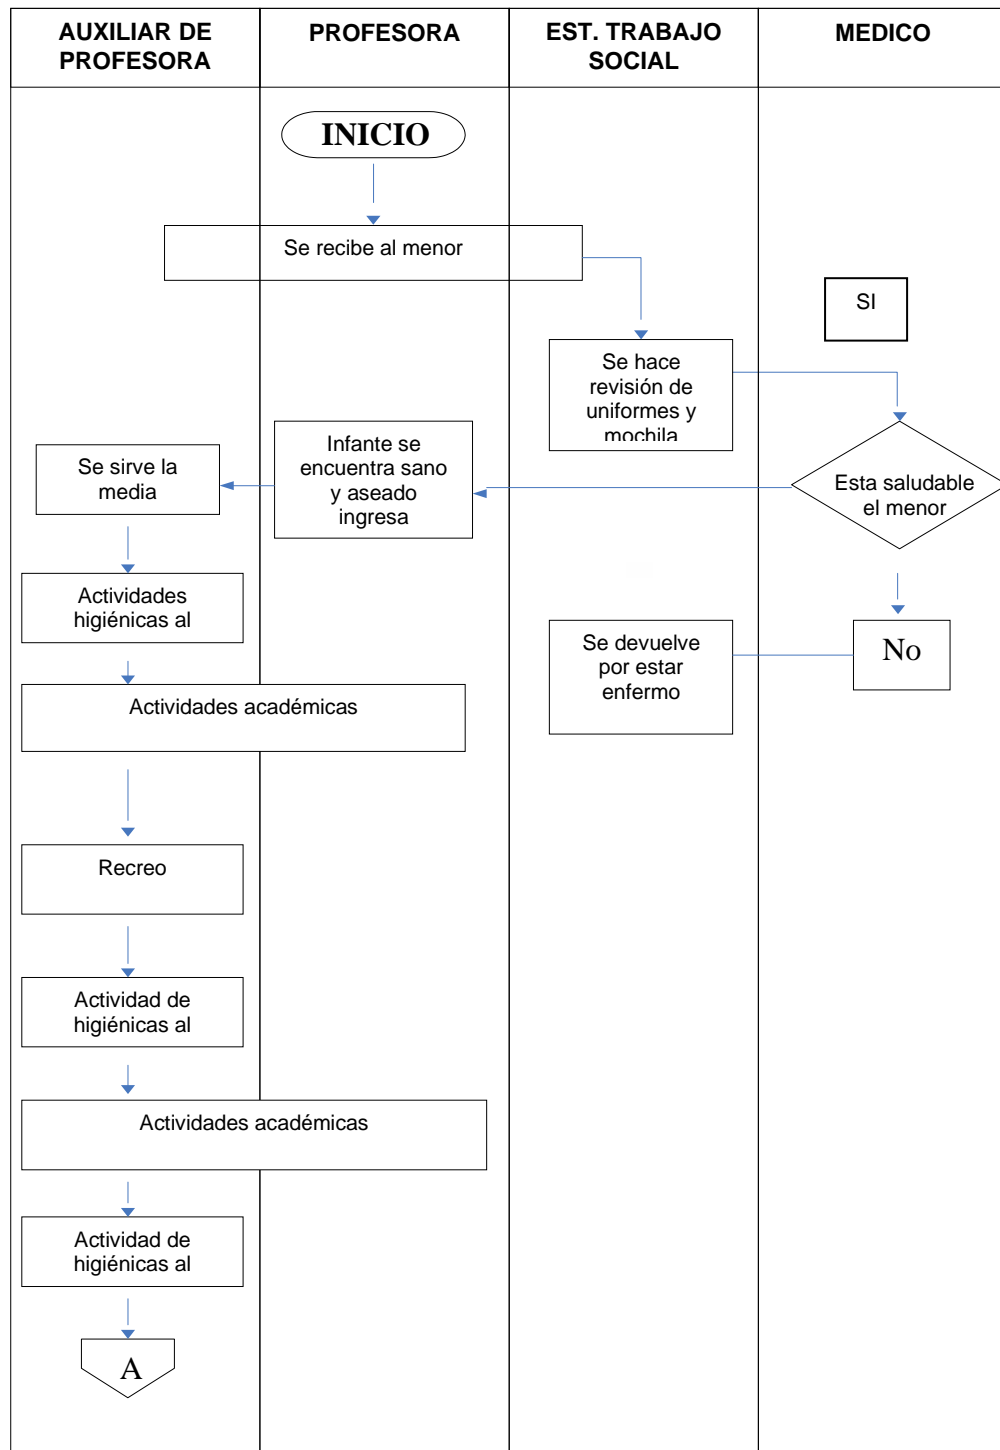 AUXILIAR DE
PROFESORA
PROFESORA
EST. TRABAJO
SOCIAL
MEDICO
INICIO
Se recibe al menor
SI
Se hace
revisión de
uniformes y
mochila
Infante se
encuentra sano
y aseado
ingresa
Se sirve la
media
Esta saludable
el menor
Actividades
higiénicas al
Se devuelve
por estar
enfermo
No
Actividades académicas
Recreo
Actividad de
higiénicas al
Actividades académicas
Actividad de
higiénicas al
A